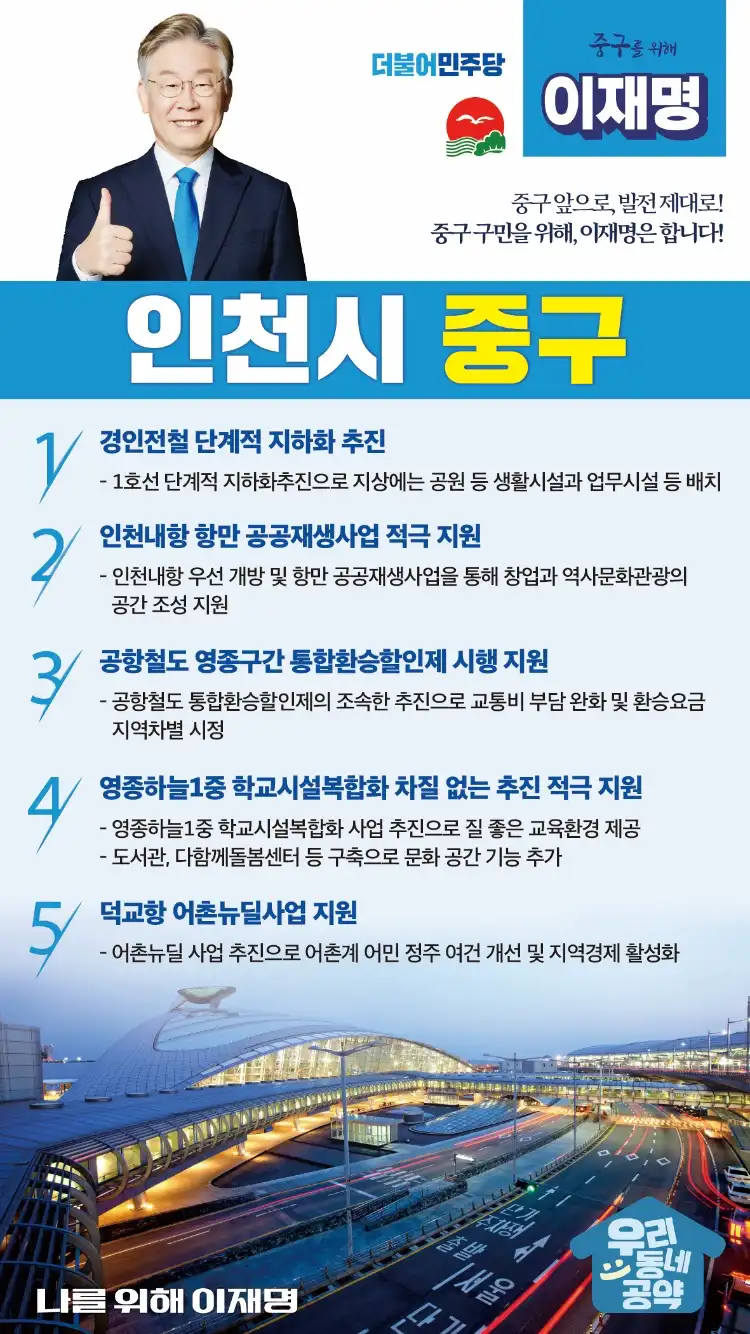 더불어민주당
중구를 위해
이재명
중구 앞으로, 발전 제대로!
중구 구민을 위해, 이재명은 합니다!
인천시 중구
1 경인전철 단계적 지하화 추진
- 1호선 단계적 지하화추진으로 지상에는 공원 등 생활시설과 업무시설 등 배치
2 인천내항 항만 공공재생사업 적극 지원
- 인천내항 우선 개방 및 항만 공공재생사업을 통해 창업과 역사문화관광의
공간 조성 지원
3 공항철도 영종구간 통합환승할인제 시행 지원
- 공항철도 통합환승할인제의 조속한 추진으로 교통비 부담 완화 및 환승요금
지역차별 시정
4 영종하늘1중 학교시설복합화 차질 없는 추진 적극 지원
- 영종하늘1중 학교시설복합화 사업 추진으로 질 좋은 교육환경 제공
- 도서관, 다함께돌봄센터 등 구축으로 문화 공간 기능 추가
5 덕교항 어촌뉴딜사업 지원
- 어촌뉴딜 사업 추진으로 어촌계 어민 정주 여건 개선 및 지역경제 활성화
단기
주차장
출발
서울
단기
우리
동네
공약
나를 위해 이재명